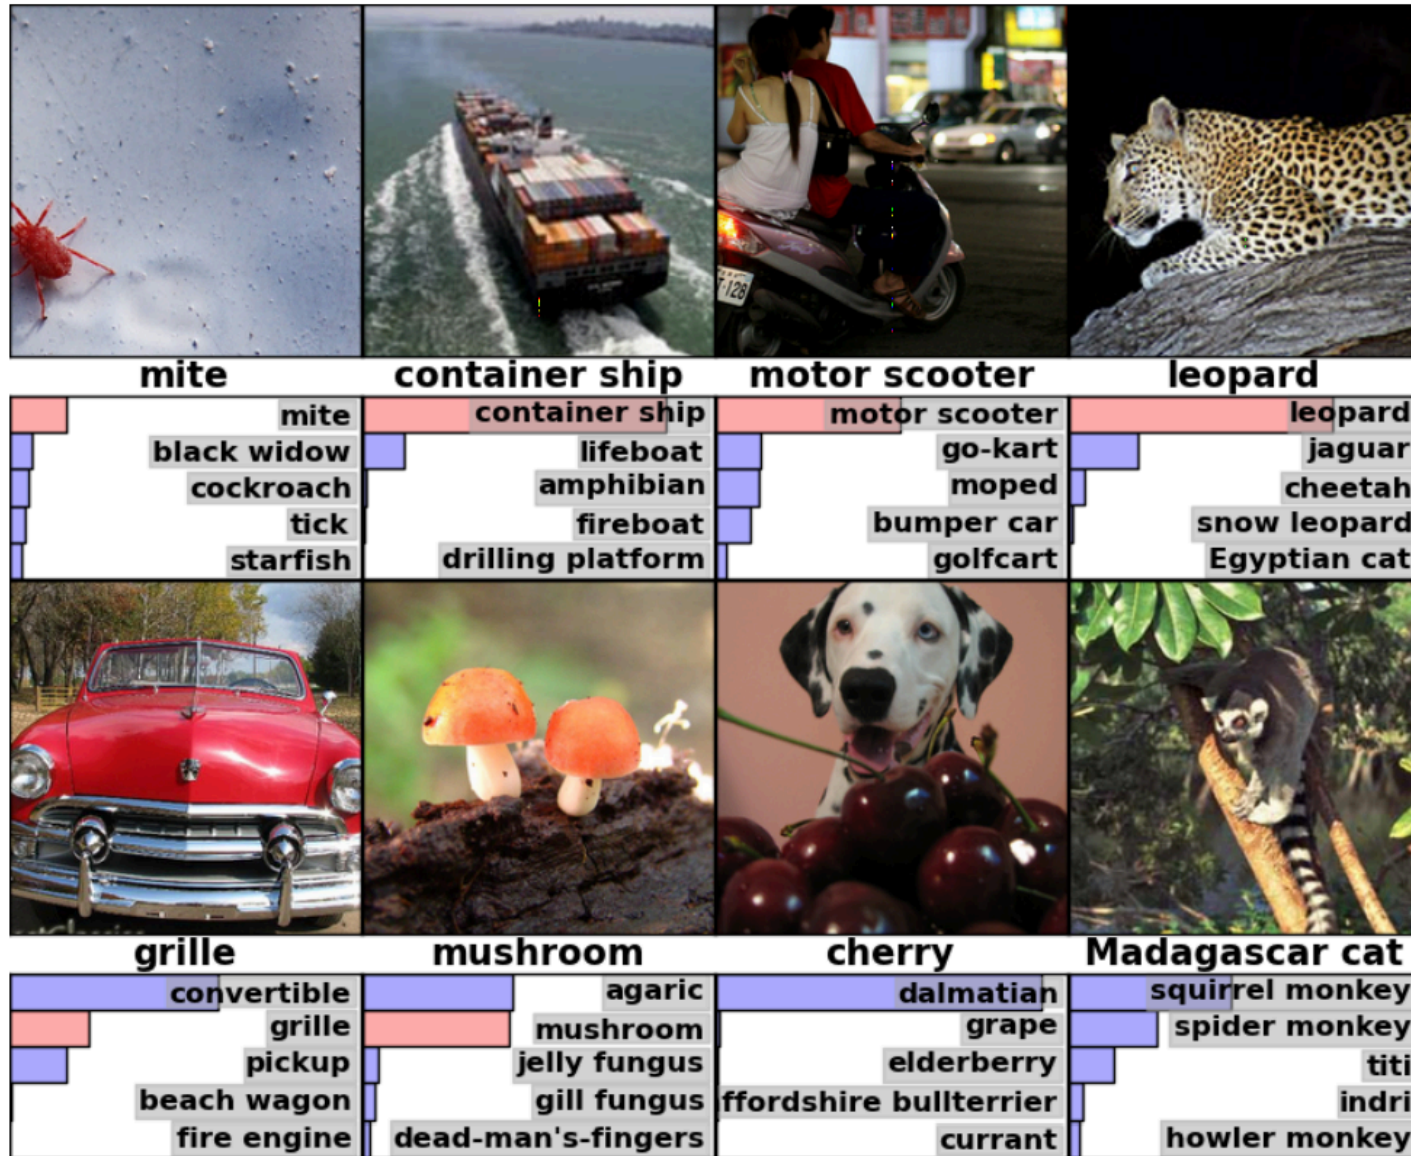 T-128
mite
container ship
motor scooter
leopard
mite
black widow
cockroach
tick
starfish
container ship
lifeboat
amphibian
fireboat
drilling platform
motor scooter
go-kart
moped
bumper car
golfcart
leopard
jaguar
cheetah
snow leopard
Egyptian cat
grille
mushroom
cherry
Madagascar cat
convertible
grille
pickup
beach wagon
fire engine
agaric
mushroom
jelly fungus
gill fungus
dead-man's-fingers
dalmatian
grape
elderberry
ffordshire bullterrier
currant
squirrel monkey
spider monkey
titi
indri
howler monkey